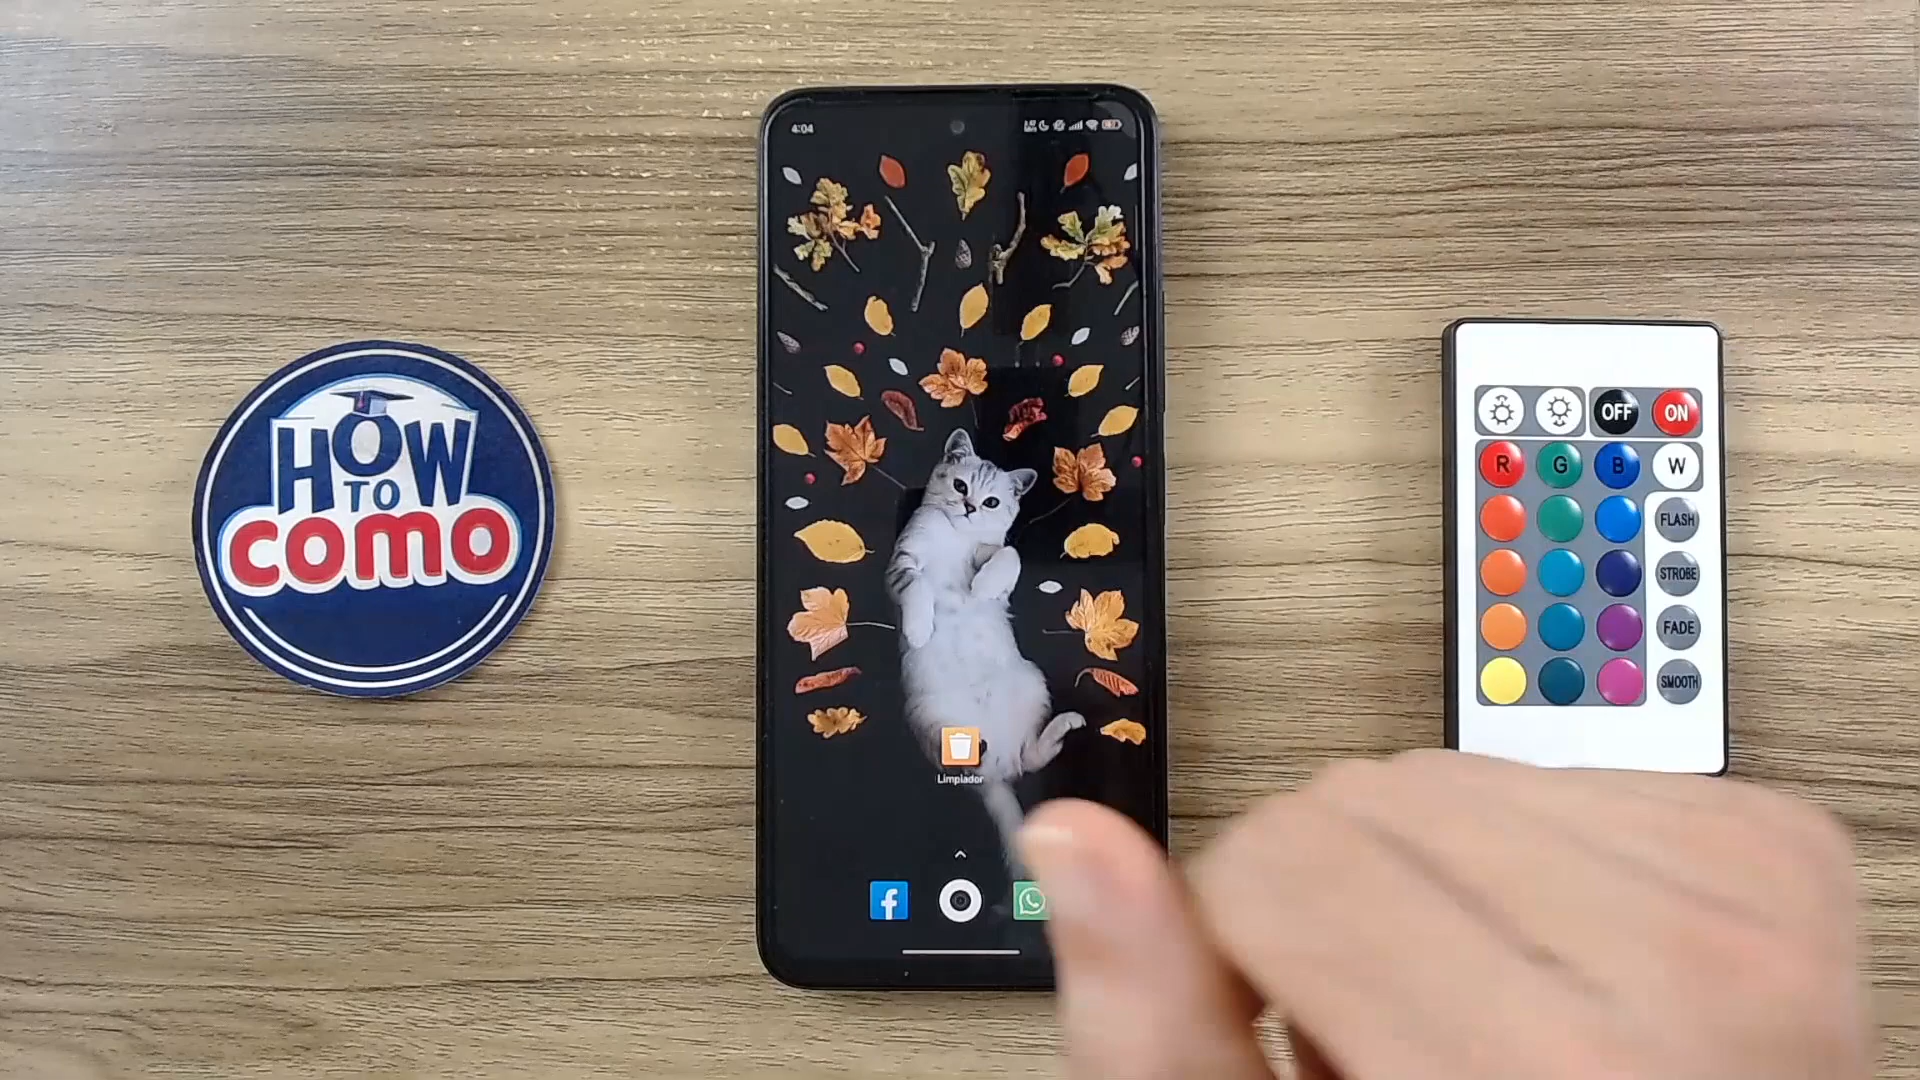 4:04
HOW
TO
COMO
Limpiador
OFF ON
R G B W
FLASH
STROBE
FADE
SMOOTH